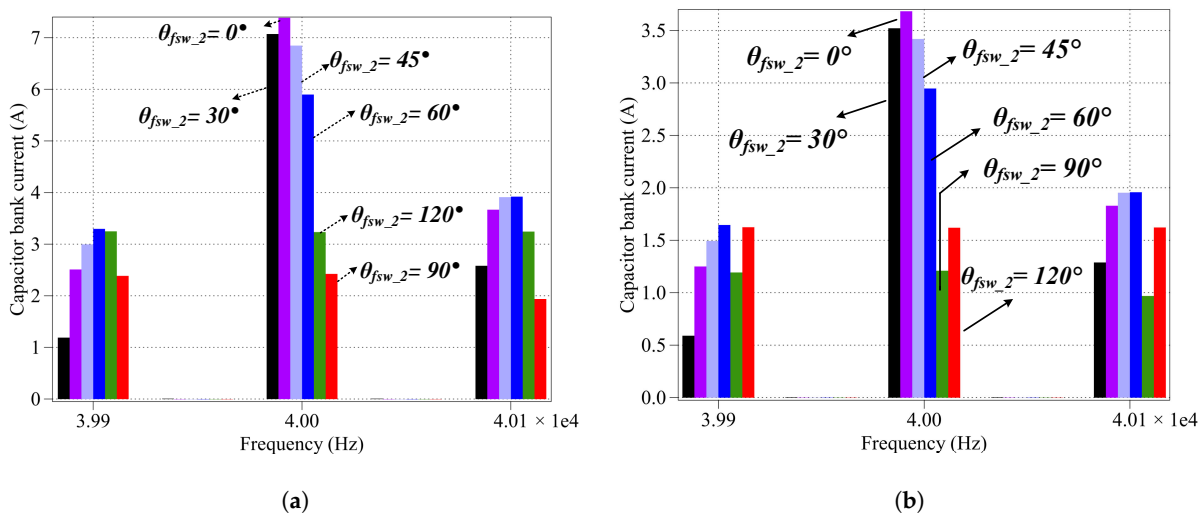 7
6
5
4
3
2
1
0
Capacitor bank current (A)
θfsw_2= 0•
θfsw_2= 45•
θfsw_2= 30•
θfsw_2= 60•
θfsw_2= 120•
θfsw_2= 90•
3.99
4.00
4.01 × 1e4
Frequency (Hz)
(a)
3.5
3.0
2.5
2.0
1.5
1.0
0.5
0.0
Capacitor bank current (A)
θfsw_2= 0°
θfsw_2= 45°
θfsw_2= 30°
θfsw_2= 60°
θfsw_2= 90°
θfsw_2= 120°
3.99
4.00
4.01 × 1e4
Frequency (Hz)
(b)